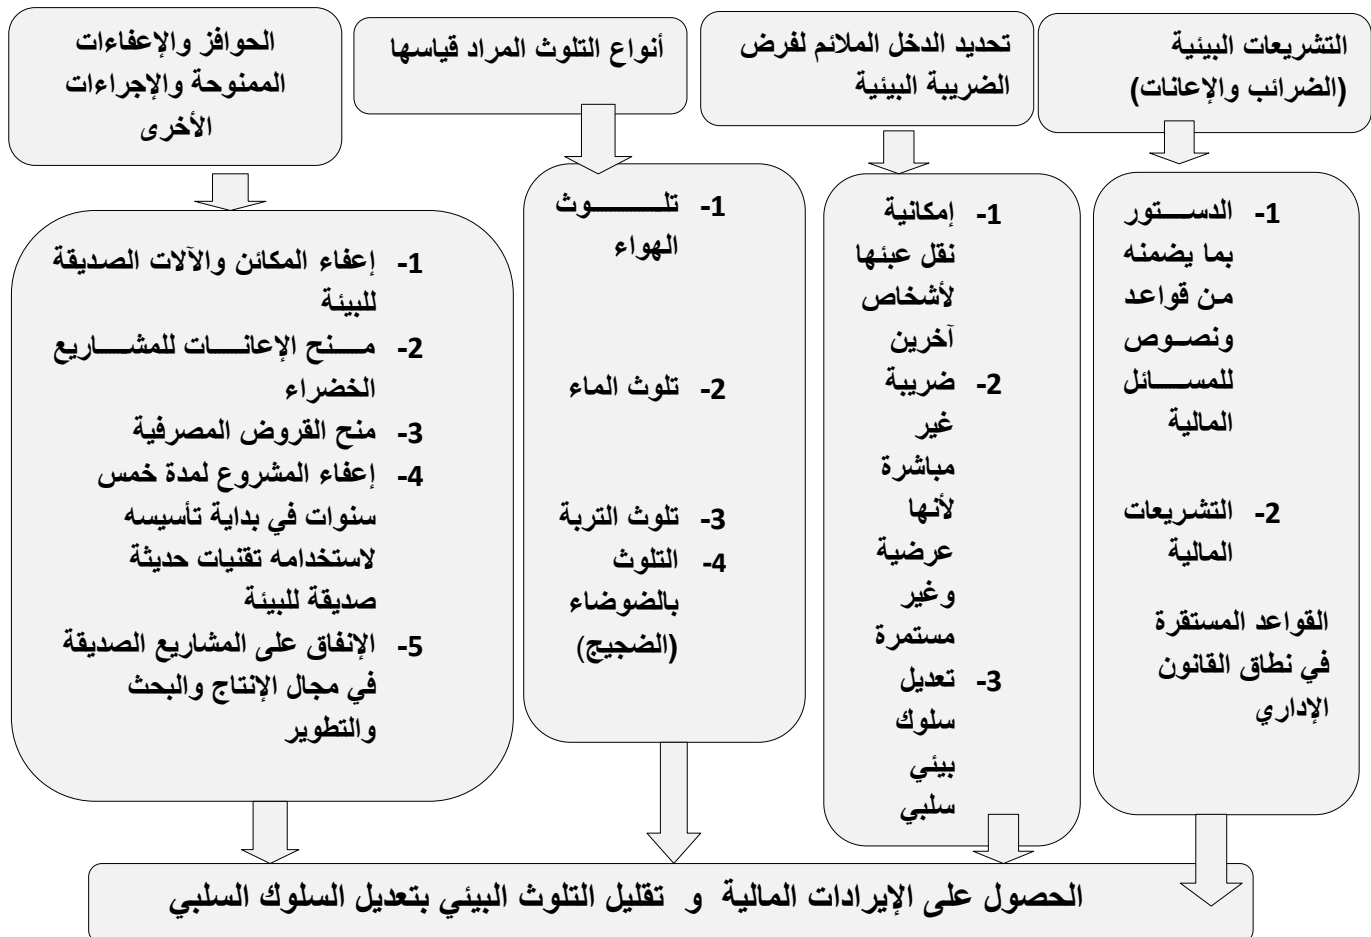 التشريعات البيئية
(الضرائب والإعانات)
تحديد الدخل الملائم لفرض
الضريبة البيئية
أنواع التلوث المراد قياسها
الحوافز والإعفاءات
الممنوحة والإجراءات
الأخرى
1- الدستور
بما يضمنه
من قواعد
ونصوص
للمسائل
المالية
2- التشريعات
المالية
القواعد المستقرة
في نطاق القانون
الإداري
1- إمكانية
نقل عبئها
لأشخاص
آخرين
2- ضريبة
غير
مباشرة
لأنها
عرضية
وغير
مستمرة
3- تعديل
سلوك
بيئي
سلبي
1- تلوث
الهواء
2- تلوث الماء
3- تلوث التربة
4- التلوث
بالضوضاء
(الضجيج)
1- إعفاء المكائن والآلات الصديقة
للبيئة
2- منح الإعانات للمشاريع
الخضراء
3- منح القروض المصرفية
4- إعفاء المشروع لمدة خمس
سنوات في بداية تأسيسه
لاستخدامه تقنيات حديثة
صديقة للبيئة
5- الإنفاق على المشاريع الصديقة
في مجال الإنتاج والبحث
والتطوير
الحصول على الإيرادات المالية و تقليل التلوث البيئي بتعديل السلوك السلبي